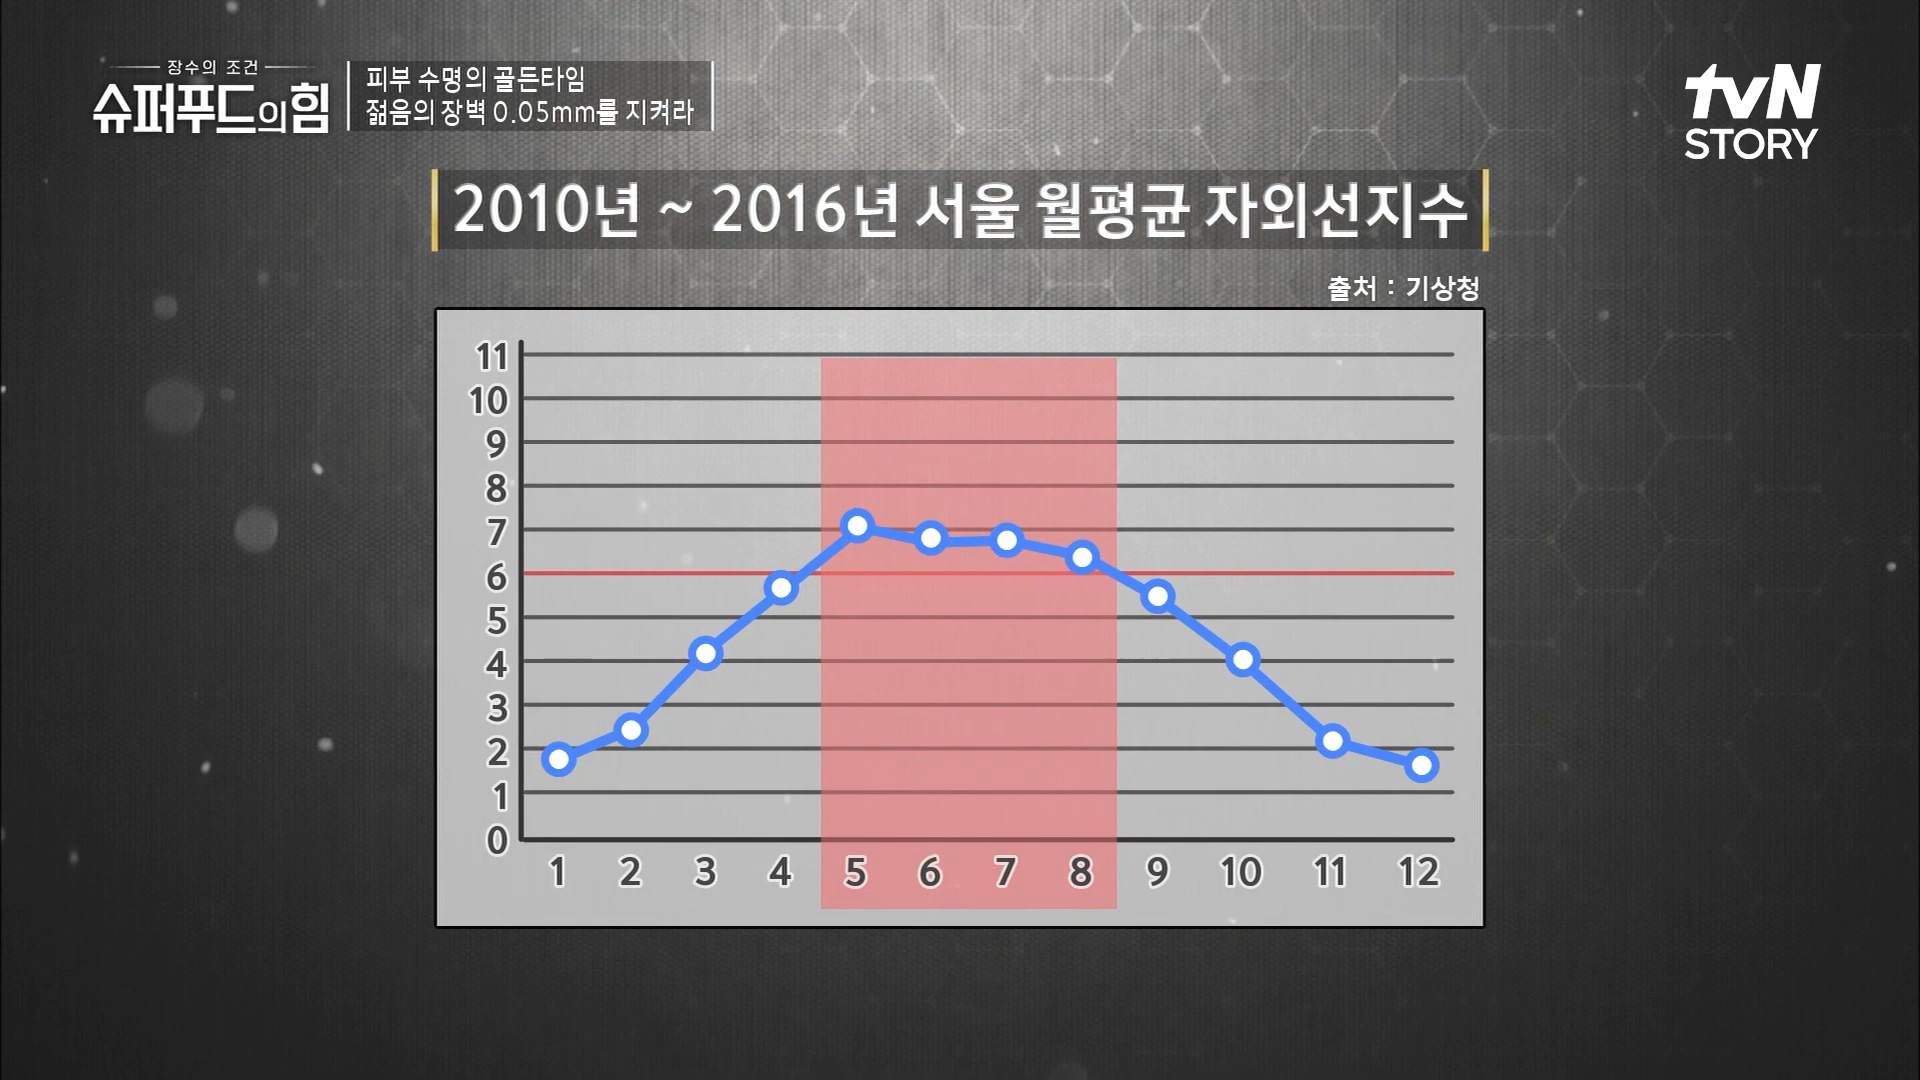 장수의 조건
슈퍼푸드의힘
피부 수명의 골든타임
젊음의 장벽 0.05mm를 지켜라
tvN
STORY
2010년 ~ 2016년 서울 월평균 자외선지수
출처 : 기상청
11
10
9
8
7
6
5
4
3
2
1
0
1 2 3 4 5 6 7 8 9 10 11 12